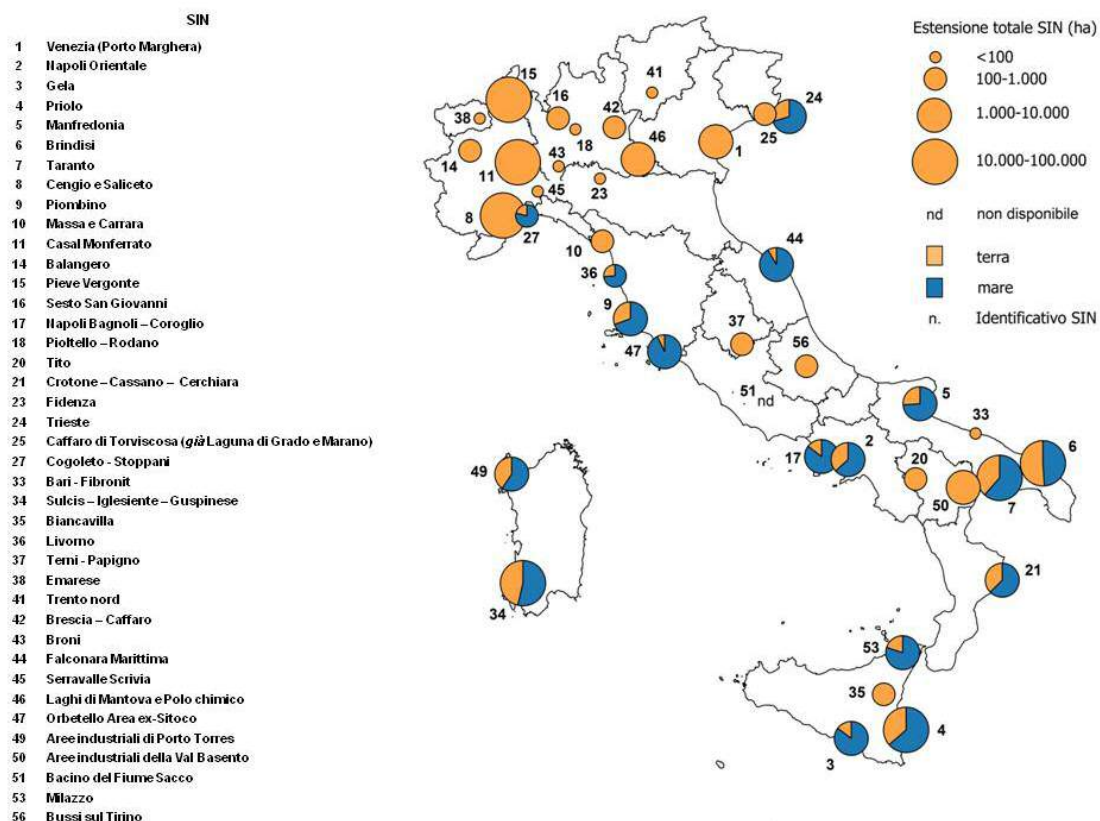 SIN
1 Venezia (Porto Marghera)
2 Napoli Orientale
3 Gela
4 Priolo
5 Manfredonia
6 Brindisi
7 Taranto
8 Cengio e Saliceto
9 Piombino
10 Massa e Carrara
11 Casal Monferrato
14 Balangero
15 Pieve Vergonte
16 Sesto San Giovanni
17 Napoli Bagnoli – Coroglio
18 Pioltello – Rodano
20 Tito
21 Crotone – Cassano – Cerchiara
23 Fidenza
24 Trieste
25 Caffaro di Torviscosa (già Laguna di Grado e Marano)
27 Cogoleto - Stoppani
33 Bari - Fibronit
34 Sulcis – Iglesiente – Guspinese
35 Biancavilla
36 Livorno
37 Terni - Papigno
38 Emarese
41 Trento nord
42 Brescia – Caffaro
43 Broni
44 Falconara Marittima
45 Serravalle Scrivia
46 Laghi di Mantova e Polo chimico
47 Orbetello Area ex-Sitoco
49 Aree industriali di Porto Torres
50 Aree industriali della Val Basento
51 Bacino del Fiume Sacco
53 Milazzo
56 Bussi sul Tirino
Estensione totale SIN (ha)
<100
100-1.000
1.000-10.000
10.000-100.000
nd non disponibile
terra
mare
n. Identificativo SIN
15
41
16
42
24
38
18
46
25
14
43
1
11
45
23
8
27
10
44
36
9
37
56
47
51
nd
5
33
17
2
20
6
49
50
7
21
34
53
35
4
3